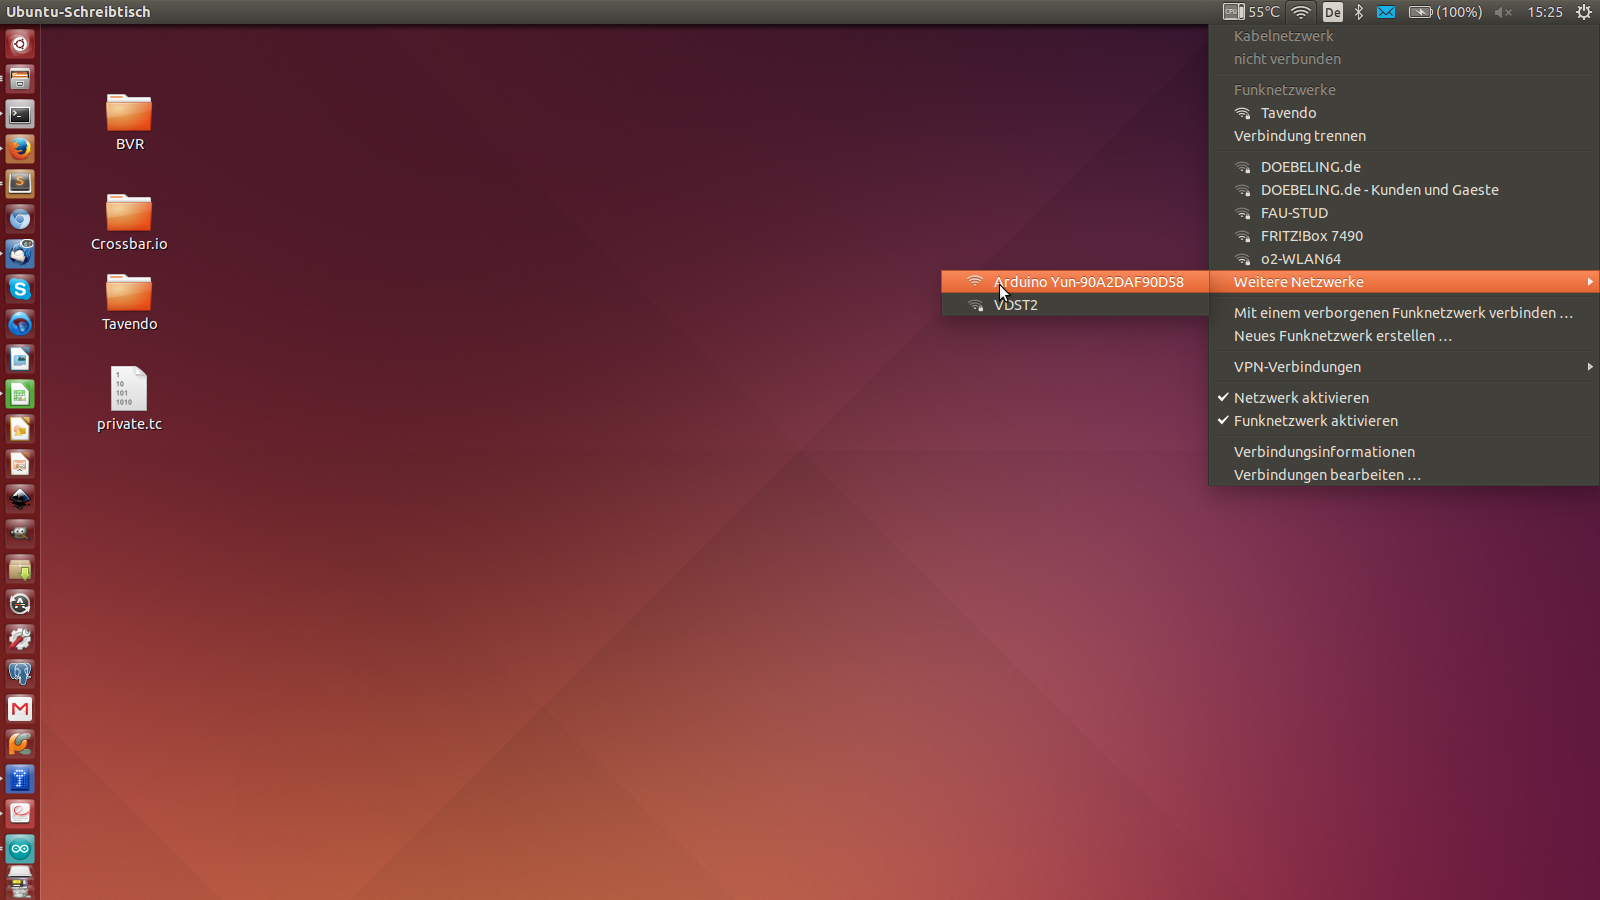 Ubuntu-Schreibtisch
55°C
De
(100%)
15:25
BVR
Crossbar.io
Tavendo
1
10
101
1010
private.tc
Kabelnetzwerk
nicht verbunden
Funknetzwerke
Tavendo
Verbindung trennen
DOEBELING.de
DOEBELING.de - Kunden und Gaeste
FAU-STUD
FRITZ!Box 7490
o2-WLAN64
Weitere Netzwerke
Arduino Yun-90A2DAF90D58
VDST2
Mit einem verborgenen Funknetzwerk verbinden …
Neues Funknetzwerk erstellen …
VPN-Verbindungen
Netzwerk aktivieren
Funknetzwerk aktivieren
Verbindungsinformationen
Verbindungen bearbeiten …